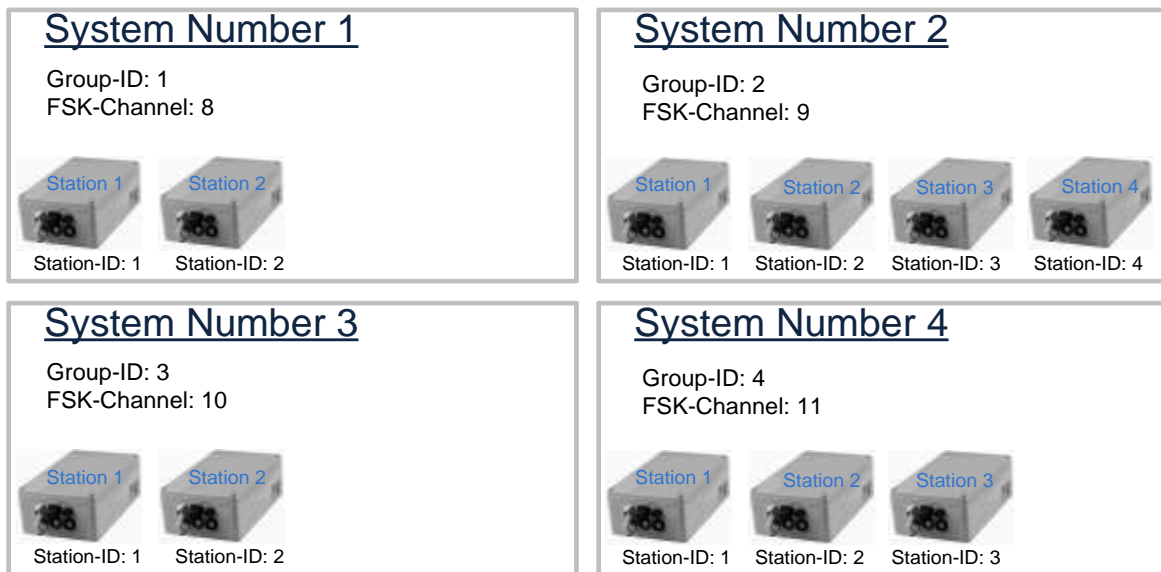 System Number 1
Group-ID: 1
FSK-Channel: 8
Station 1
Station 2
Station-ID: 1
Station-ID: 2
System Number 2
Group-ID: 2
FSK-Channel: 9
Station 1
Station 2
Station 3
Station 4
Station-ID: 1
Station-ID: 2
Station-ID: 3
Station-ID: 4
System Number 3
Group-ID: 3
FSK-Channel: 10
Station 1
Station 2
Station-ID: 1
Station-ID: 2
System Number 4
Group-ID: 4
FSK-Channel: 11
Station 1
Station 2
Station 3
Station-ID: 1
Station-ID: 2
Station-ID: 3